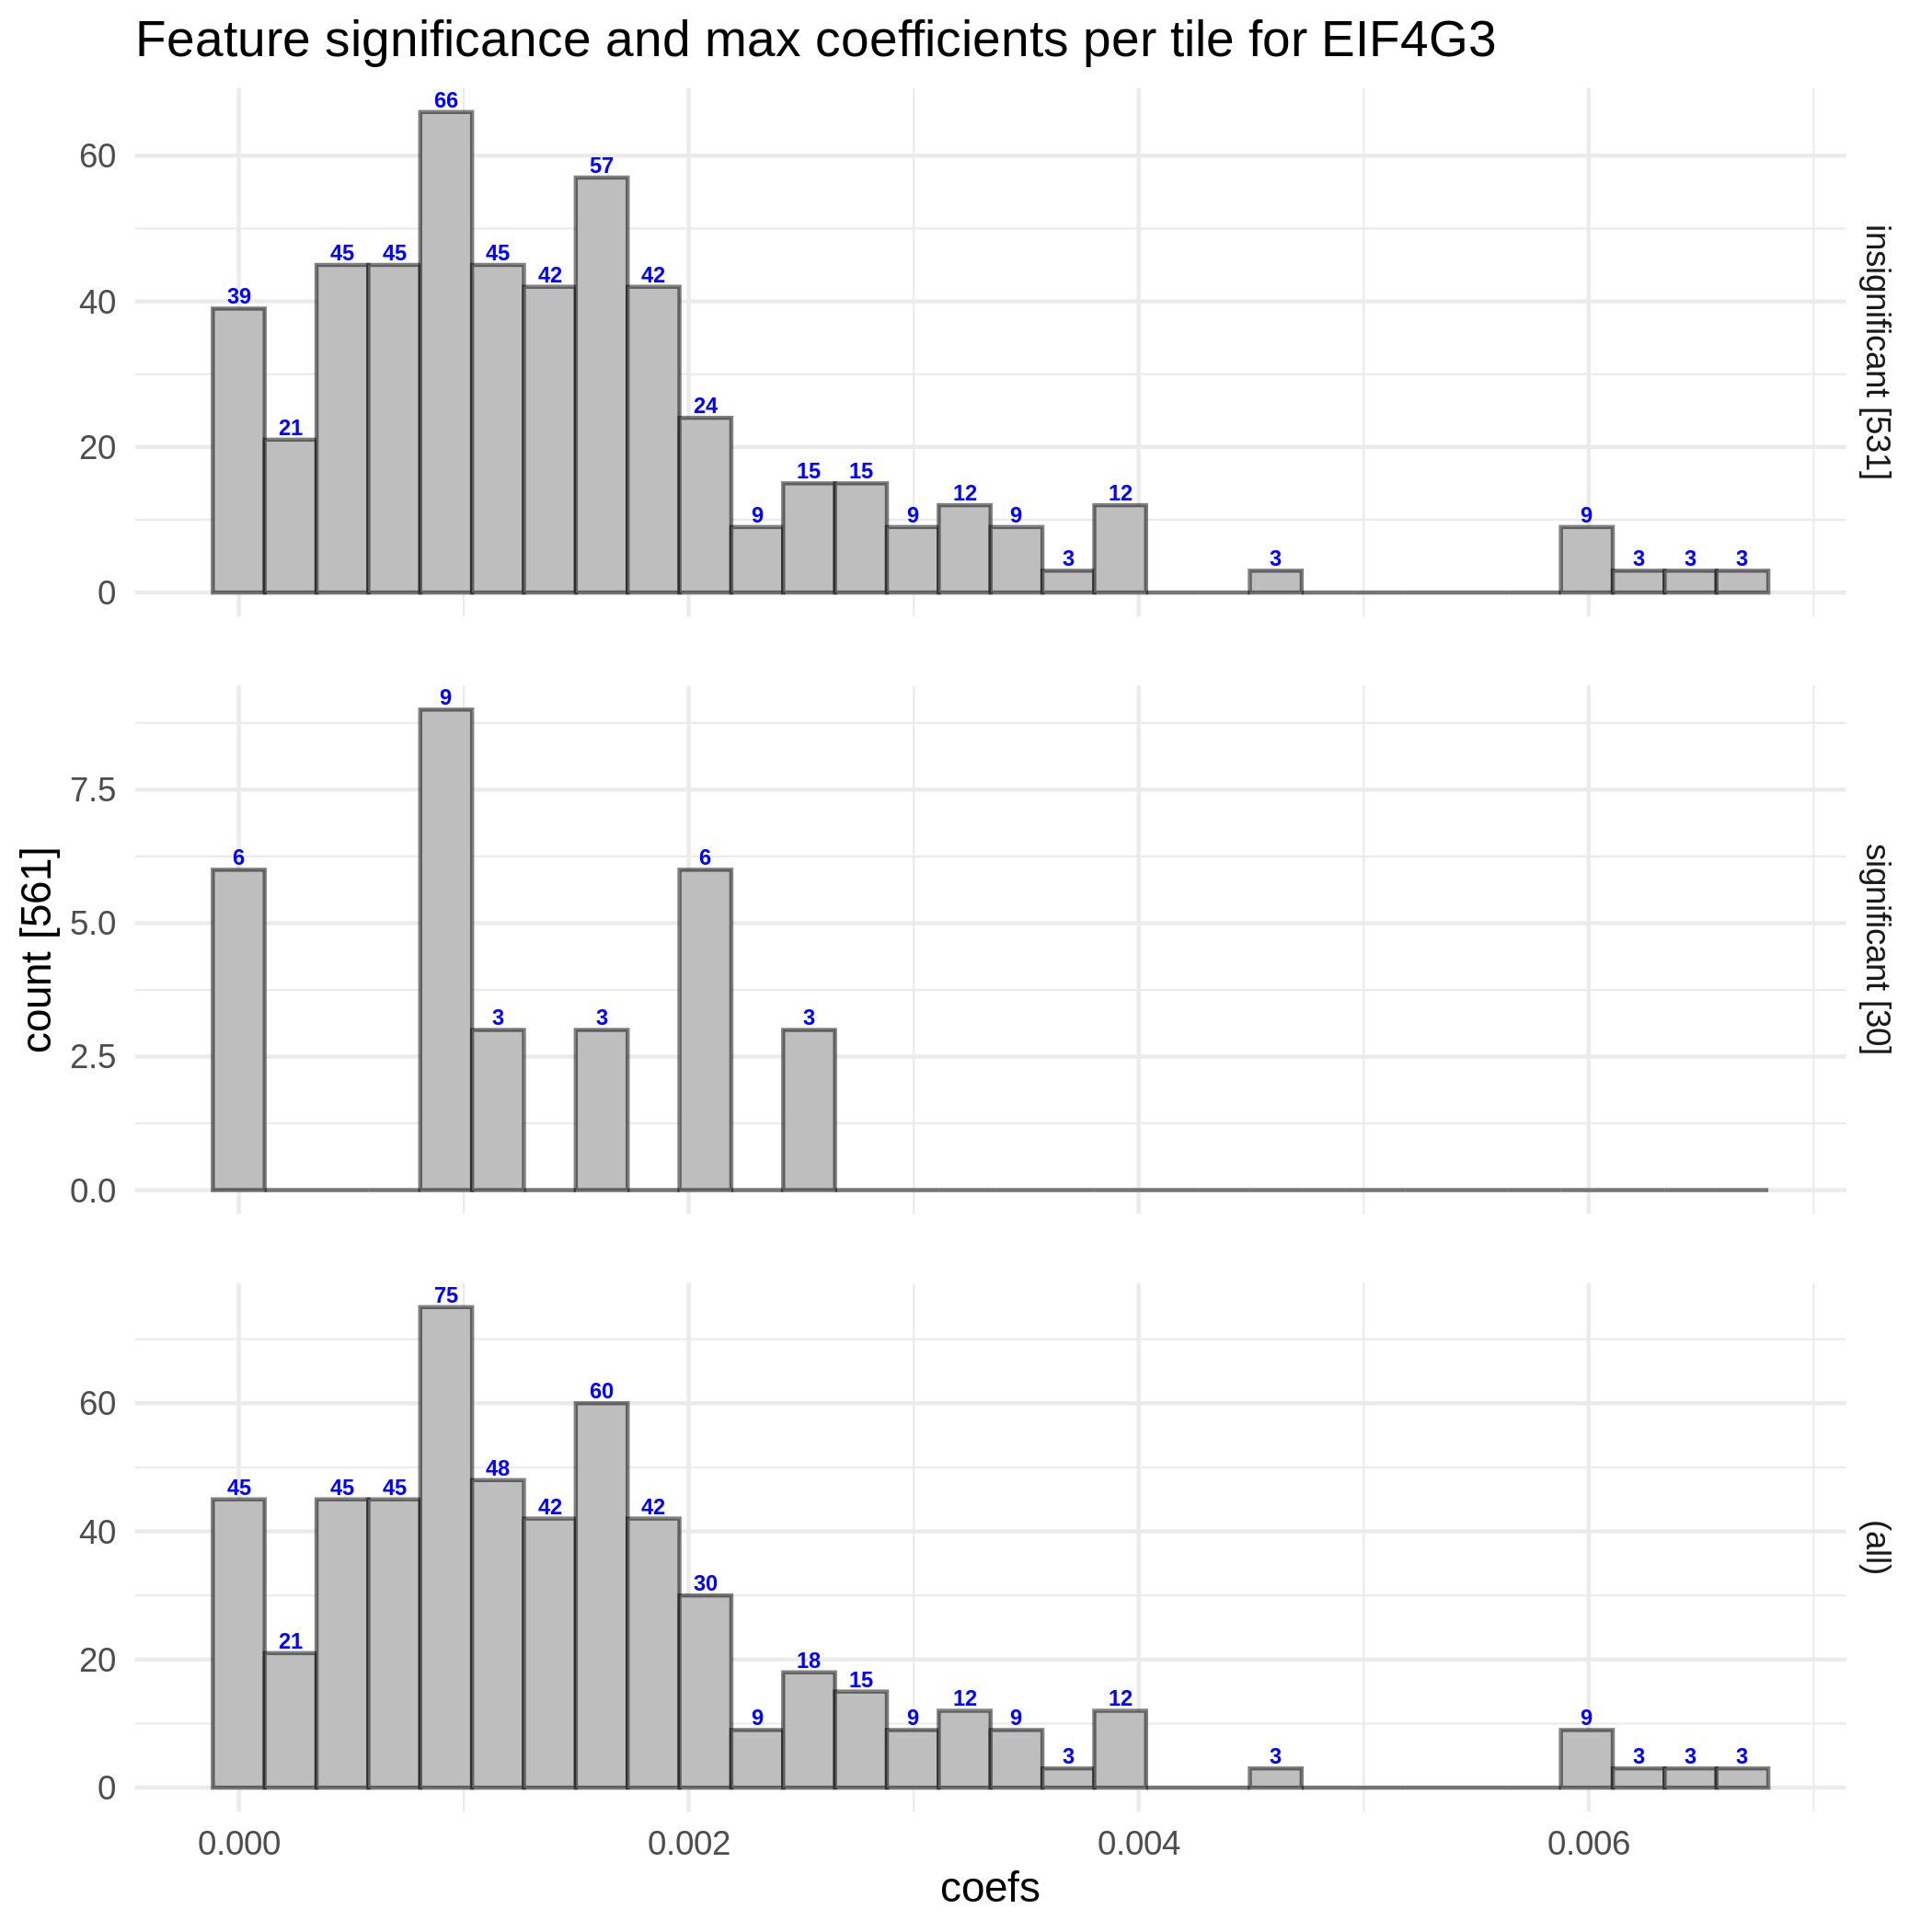 Feature significance and max coefficients per tile for EIF4G3
66
60
57
45 45 45
42 42
40
39
24
21
20
15 15
12 12
9 9 9 9
3 3 3 3 3
0
insignificant [531]
9
7.5
6 6
5.0
3 3 3
2.5
0.0
significant [30]
count [561]
75
60
60
48
45 45 45
42 42
40
30
21
20
18
15
12 12
9 9 9 9
3 3 3 3 3
0
(all)
0.000 0.002 0.004 0.006
coefs